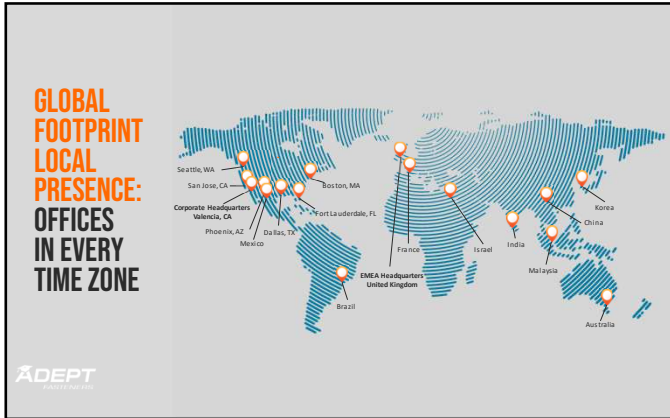 GLOBAL
FOOTPRINT
LOCAL
PRESENCE:
OFFICES
IN EVERY
TIME ZONE
Seattle, WA
San Jose, CA
Corporate Headquarters
Valencia, CA
Phoenix, AZ
Mexico
Dallas, TX
Fort Lauderdale, FL
Boston, MA
Brazil
EMEA Headquarters
United Kingdom
France
Israel
India
Malaysia
China
Korea
Australia
ADEPT
FASTENERS